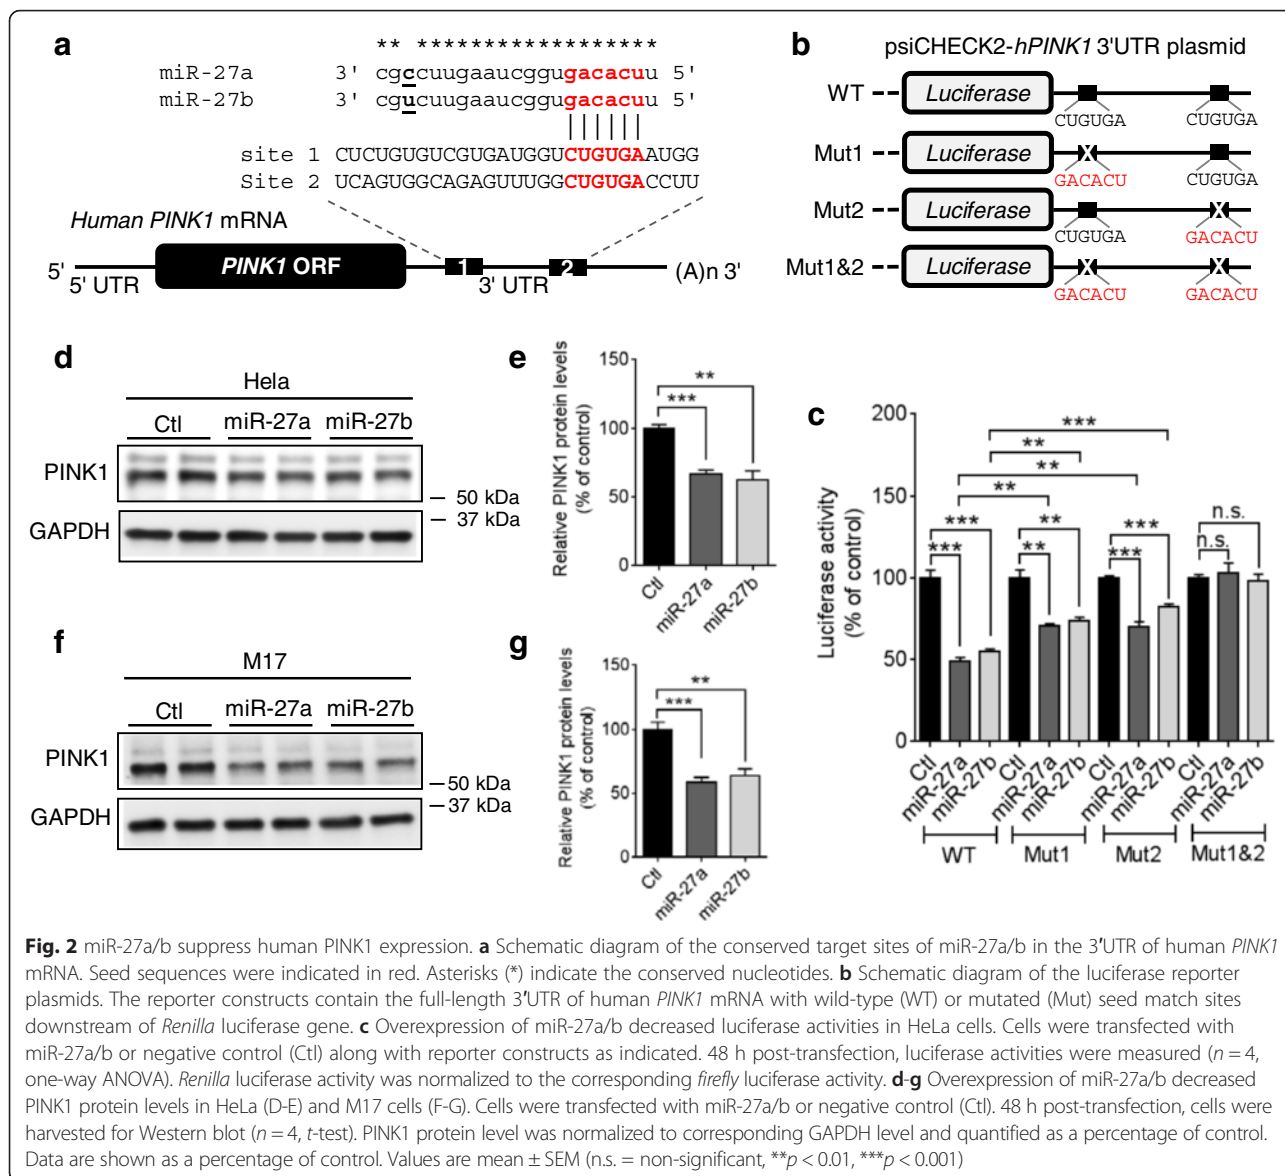 a
** ******************
miR-27a 3' cgccuugaaucggugacacuu 5'
miR-27b 3' cgucuugaaucggugacacuu 5'
site 1 CUCUGUGUCGUGAUGGUCUGUGAAUGG
Site 2 UCAGUGGCAGAGUUUGGCUGUGACCUU
Human PINK1 mRNA
5' PINK1 ORF 1 2 (A)n 3'
5' UTR 3' UTR
b
psiCHECK2-hPINK1 3'UTR plasmid
WT Luciferase
CUGUGA CUGUGA
Mut1 Luciferase X
GACACU CUGUGA
Mut2 Luciferase X
CUGUGA GACACU
Mut1&2 Luciferase X X
GACACU GACACU
d
Hela
Ctl miR-27a miR-27b
PINK1
50 kDa
37 kDa
GAPDH
e
Relative PINK1 protein levels
(% of control)
150
100
50
0
**
***
Ctl miR-27a miR-27b
c
Luciferase activity
(% of control)
200
150
100
50
0
***
**
**
**
*** *** ** ** *** *** n.s. n.s.
Ctl miR-27a miR-27b Ctl miR-27a miR-27b Ctl miR-27a miR-27b Ctl miR-27a miR-27b
WT Mut1 Mut2 Mut1&2
f
M17
Ctl miR-27a miR-27b
PINK1
50 kDa
37 kDa
GAPDH
g
Relative PINK1 protein levels
(% of control)
150
100
50
0
**
***
Ctl miR-27a miR-27b
Fig. 2 miR-27a/b suppress human PINK1 expression. a Schematic diagram of the conserved target sites of miR-27a/b in the 3′UTR of human PINK1
mRNA. Seed sequences were indicated in red. Asterisks (*) indicate the conserved nucleotides. b Schematic diagram of the luciferase reporter
plasmids. The reporter constructs contain the full-length 3′UTR of human PINK1 mRNA with wild-type (WT) or mutated (Mut) seed match sites
downstream of Renilla luciferase gene. c Overexpression of miR-27a/b decreased luciferase activities in HeLa cells. Cells were transfected with
miR-27a/b or negative control (Ctl) along with reporter constructs as indicated. 48 h post-transfection, luciferase activities were measured (n = 4,
one-way ANOVA). Renilla luciferase activity was normalized to the corresponding firefly luciferase activity. d-g Overexpression of miR-27a/b decreased
PINK1 protein levels in HeLa (D-E) and M17 cells (F-G). Cells were transfected with miR-27a/b or negative control (Ctl). 48 h post-transfection, cells were
harvested for Western blot (n = 4, t-test). PINK1 protein level was normalized to corresponding GAPDH level and quantified as a percentage of control.
Data are shown as a percentage of control. Values are mean ± SEM (n.s. = non-significant, **p < 0.01, ***p < 0.001)